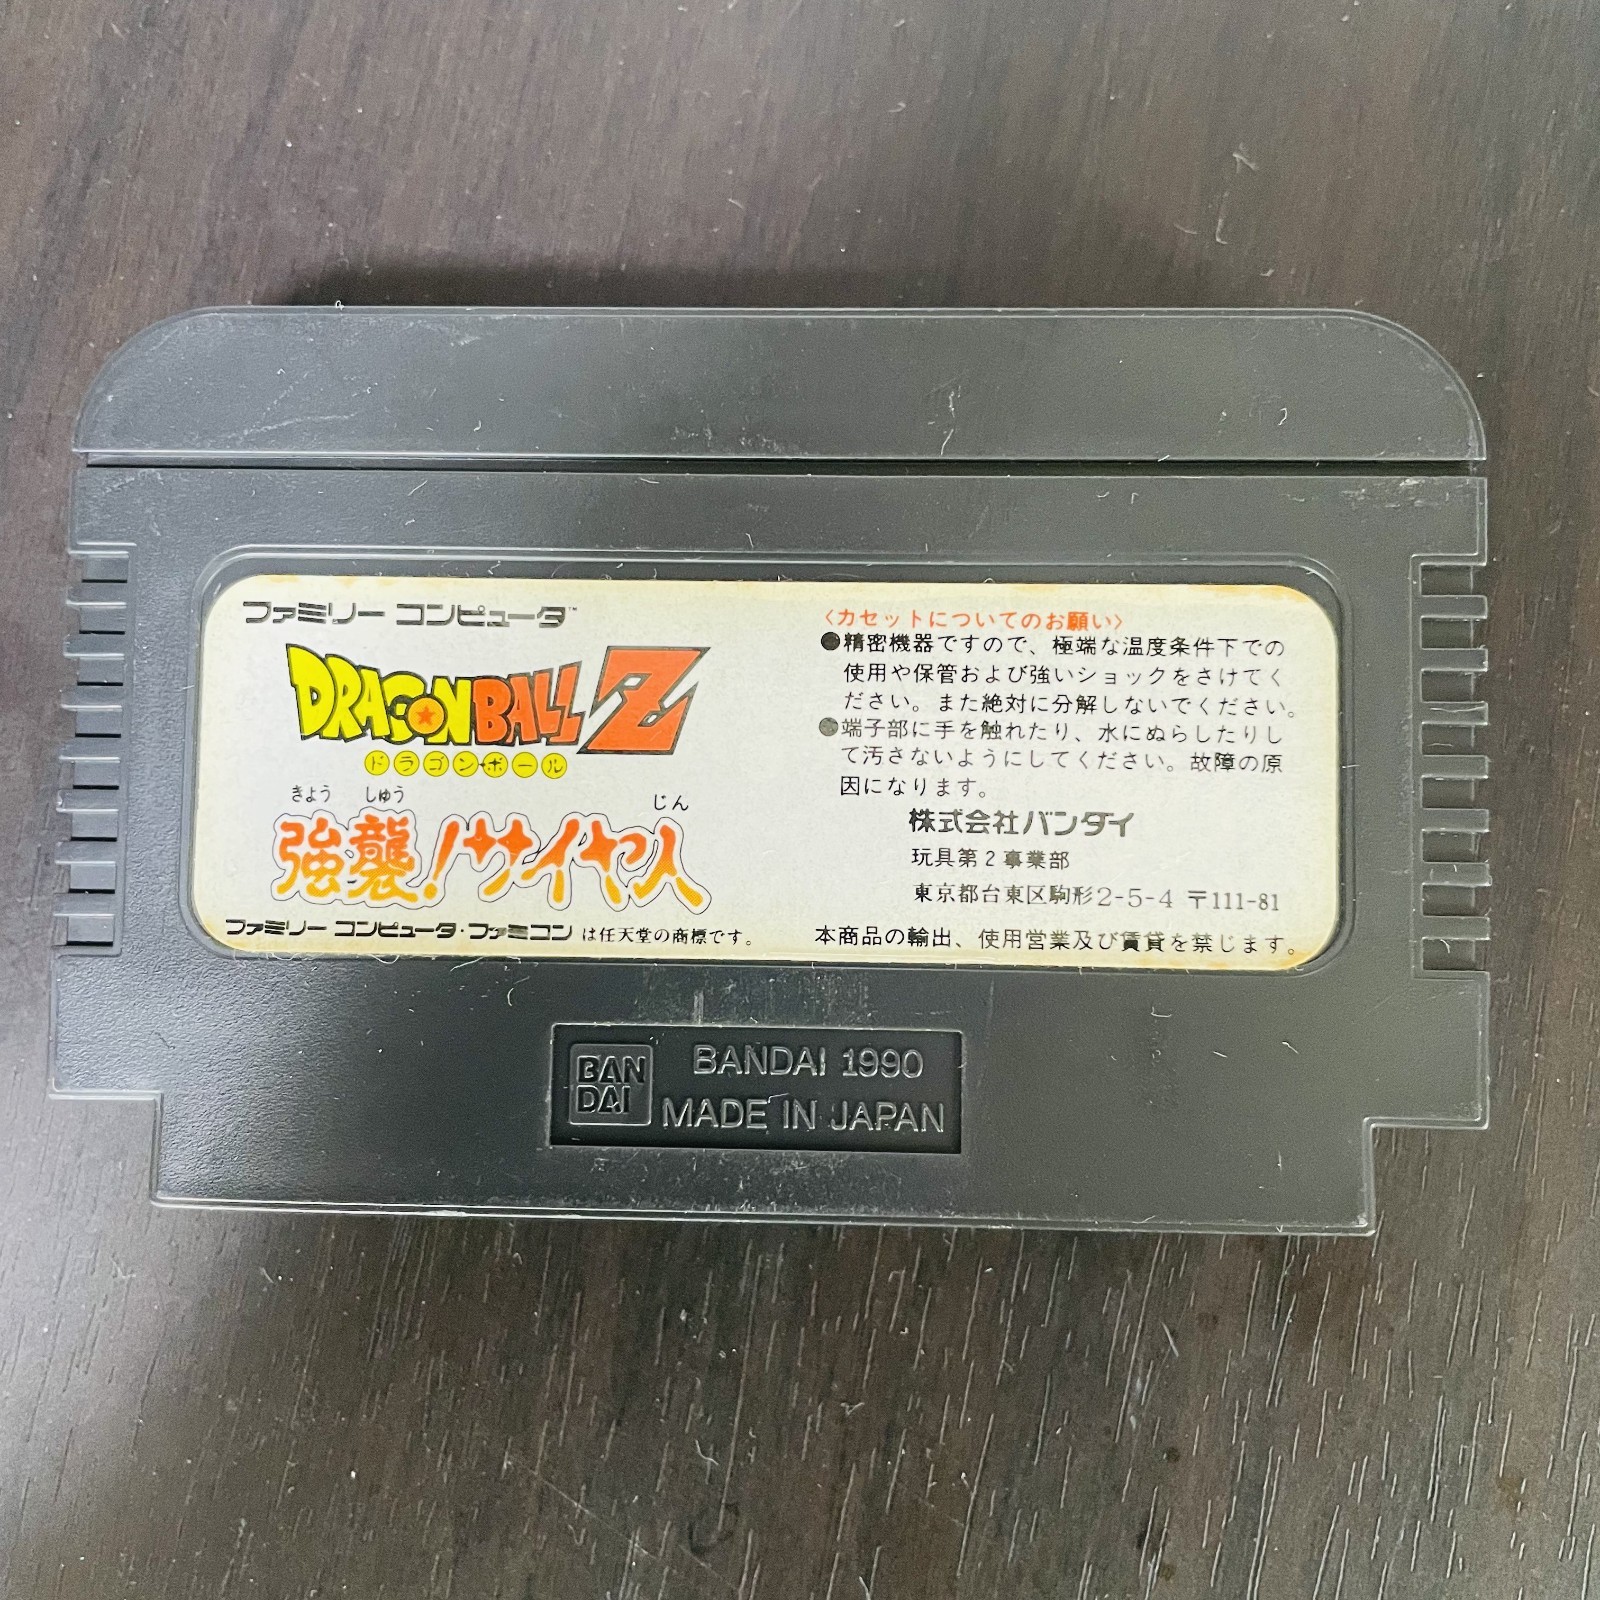 ファミリー コンピュータ™
DRAGON BALL Z
ドラゴンボール
きょう しゅう じん
強襲!サイヤ人
ファミリー コンピュータ・ファミコン は任天堂の商標です。
〈カセットについてのお願い〉
●精密機器ですので、極端な温度条件下での
使用や保管および強いショックをさけてく
ださい。また絶対に分解しないでください。
●端子部に手を触れたり、水にぬらしたりし
て汚さないようにしてください。故障の原
因になります。
株式会社バンダイ
玩具第2事業部
東京都台東区駒形2-5-4 〒111-81
本商品の輸出、使用営業及び賃貸を禁じます。
BAN
DAI
BANDAI 1990
MADE IN JAPAN